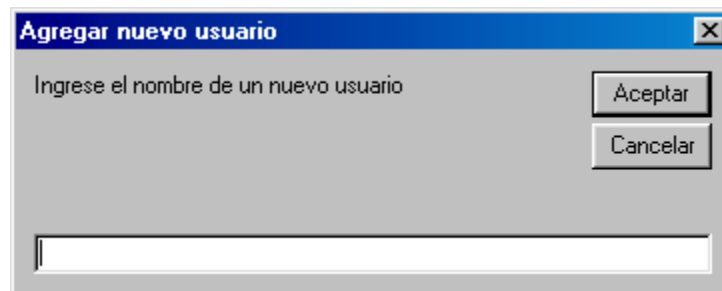 Agregar nuevo usuario
Ingrese el nombre de un nuevo usuario
Aceptar
Cancelar